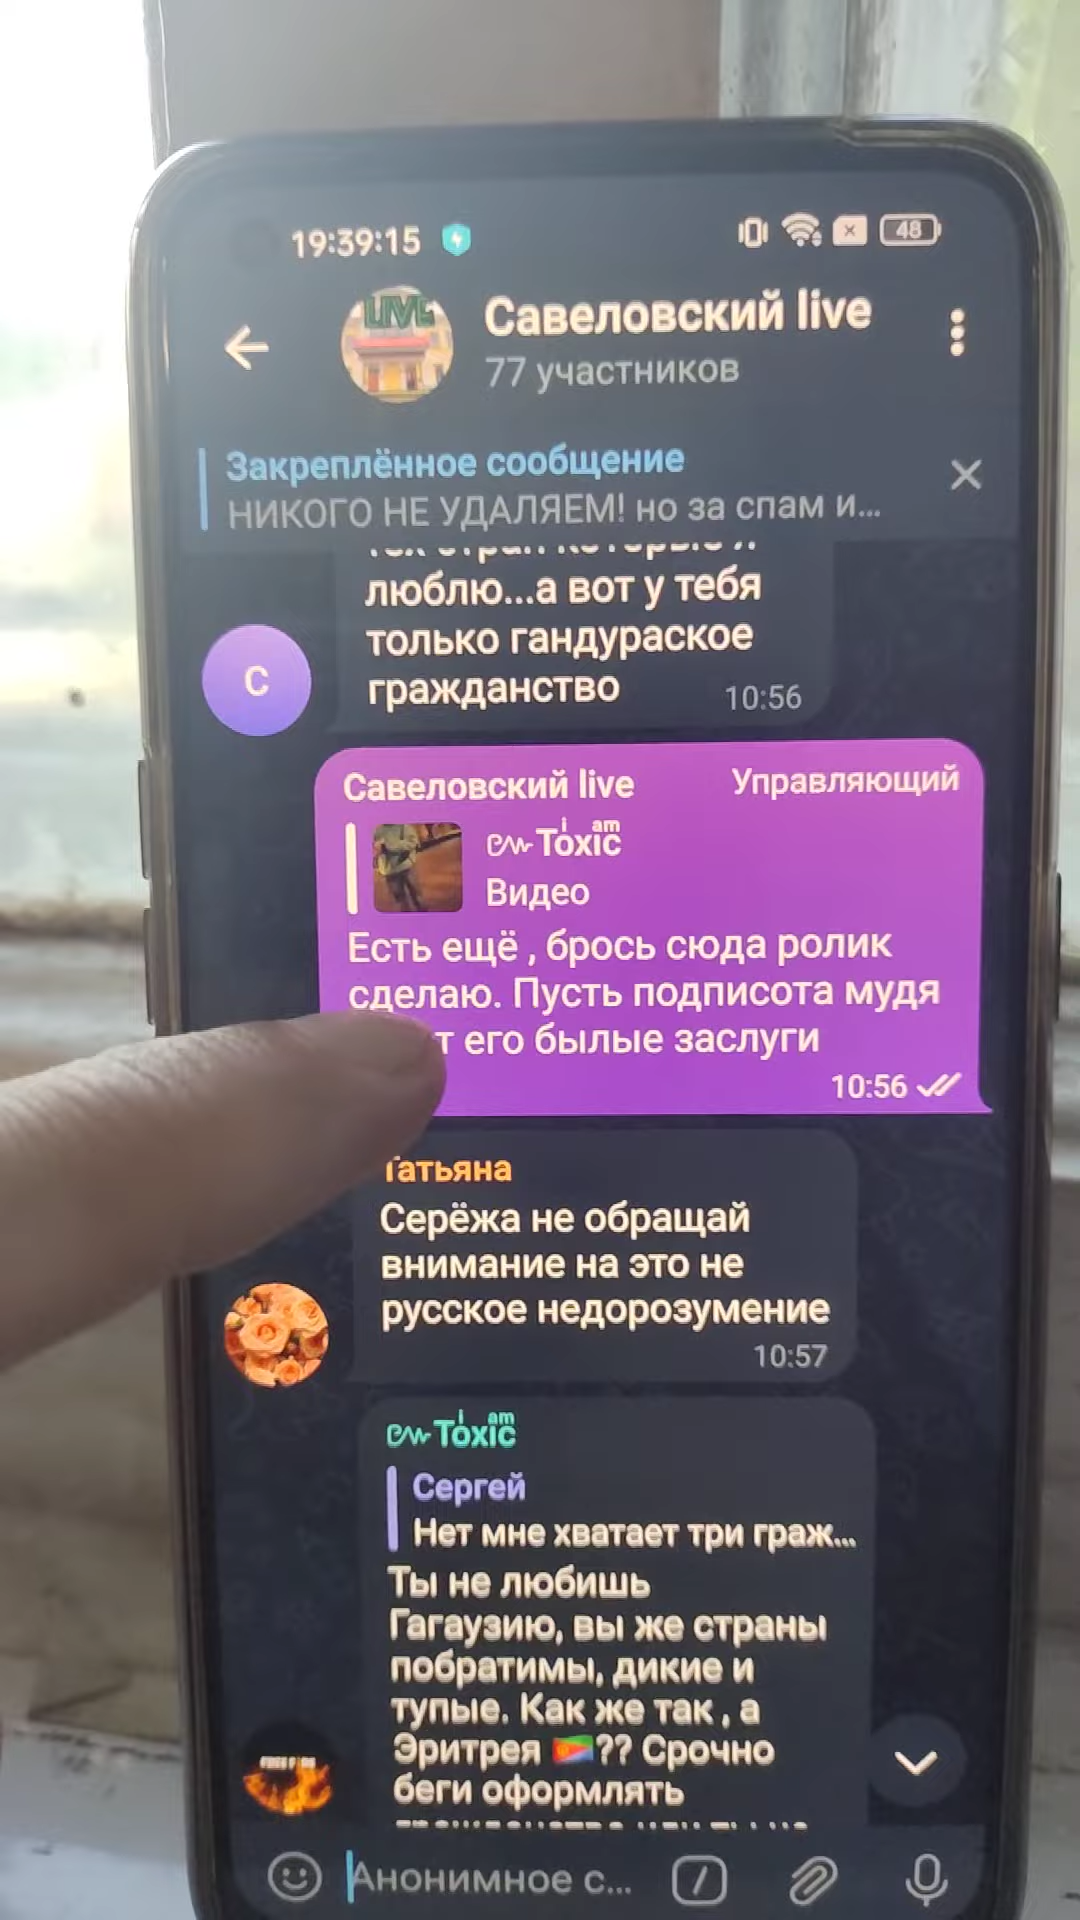 19:39:15
48
LIVE
Савеловский live
77 участников
Закреплённое сообщение
НИКОГО НЕ УДАЛЯЕМ! но за спам и...
люблю...а вот у тебя
только гандураское
гражданство
10:56
С
Савеловский live Управляющий
i am Toxic
Видео
Есть ещё , брось сюда ролик
сделаю. Пусть подписота мудя
т его былые заслуги
10:56
Татьяна
Серёжа не обращай
внимание на это не
русское недорозумение
10:57
i am Toxic
Сергей
Нет мне хватает три граж...
Ты не любишь
Гагаузию, вы же страны
побратимы, дикие и
тупые. Как же так , а
Эритрея 🇪🇷?? Срочно
беги оформлять
Анонимное с...